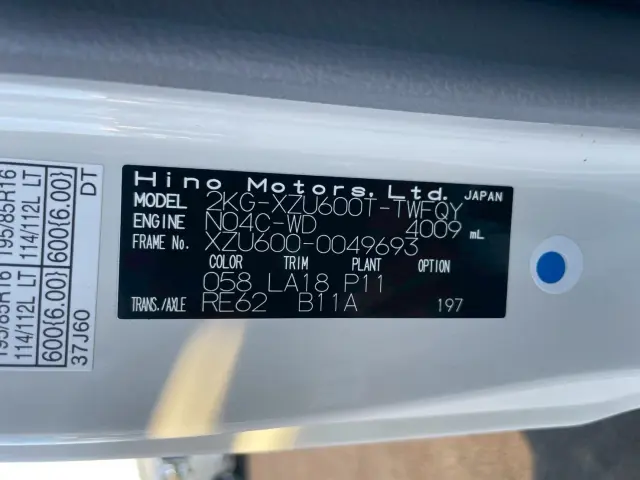 Hino Motors, Ltd. JAPAN
MODEL 2KG-XZU600T-TWFQY
ENGINE N04C-WD 4009 mL
FRAME No. XZU600-0049693
COLOR TRIM PLANT OPTION
058 LA18 P11
TRANS./AXLE RE62 B11A 197
195/85R16
114/112L LT
600(6.00)
37J60
195/85R16
114/112L LT
600(6.00)
DT